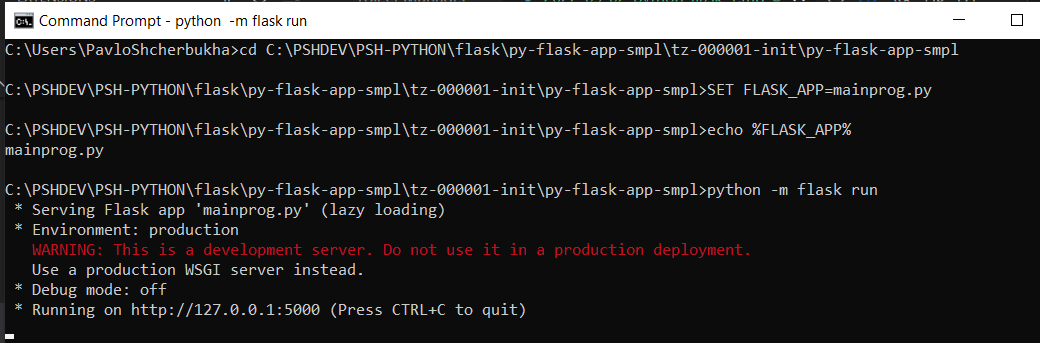 Command Prompt - python  -m flask run
C:\Users\PavloShcherbukha>cd C:\PSHDEV\PSH-PYTHON\flask\py-flask-app-smpl\tz-000001-init\py-flask-app-smpl
C:\PSHDEV\PSH-PYTHON\flask\py-flask-app-smpl\tz-000001-init\py-flask-app-smpl>SET FLASK_APP=mainprog.py
C:\PSHDEV\PSH-PYTHON\flask\py-flask-app-smpl\tz-000001-init\py-flask-app-smpl>echo %FLASK_APP%
mainprog.py
C:\PSHDEV\PSH-PYTHON\flask\py-flask-app-smpl\tz-000001-init\py-flask-app-smpl>python -m flask run
 * Serving Flask app 'mainprog.py' (lazy loading)
 * Environment: production
   WARNING: This is a development server. Do not use it in a production deployment.
   Use a production WSGI server instead.
 * Debug mode: off
 * Running on http://127.0.0.1:5000 (Press CTRL+C to quit)